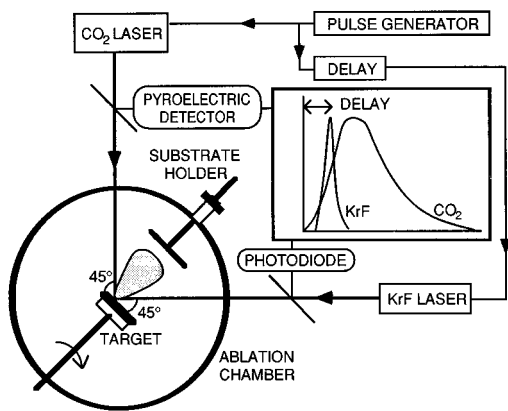 CO2 LASER
PULSE GENERATOR
DELAY
PYROELECTRIC
DETECTOR
DELAY
KrF
CO2
SUBSTRATE
HOLDER
PHOTODIODE
KrF LASER
45°
45°
TARGET
ABLATION
CHAMBER